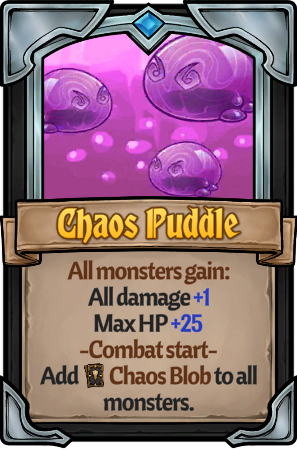 Chaos Puddle
All monsters gain:
All damage +1
Max HP +25
-Combat start-
Add Chaos Blob to all
monsters.